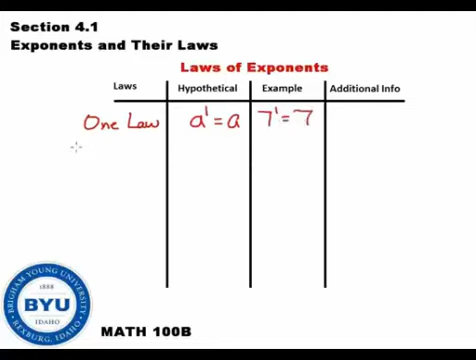 Section 4.1
Exponents and Their Laws
Laws of Exponents
Laws Hypothetical Example Additional Info
One Law a¹ = a 7¹ = 7
BRIGHAM YOUNG UNIVERSITY
1888
BYU
IDAHO
REXBURG, IDAHO
MATH 100B